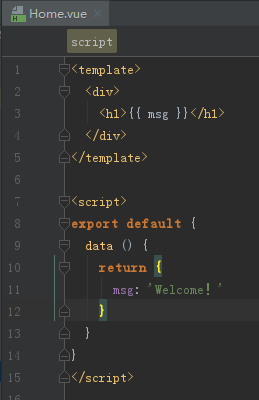 Home.vue
script
1 <template>
2 <div>
3 <h1>{{ msg }}</h1>
4 </div>
5 </template>
6
7 <script>
8 export default {
9 data () {
10 return {
11 msg: 'Welcome! '
12 }
13 }
14 }
15 </script>